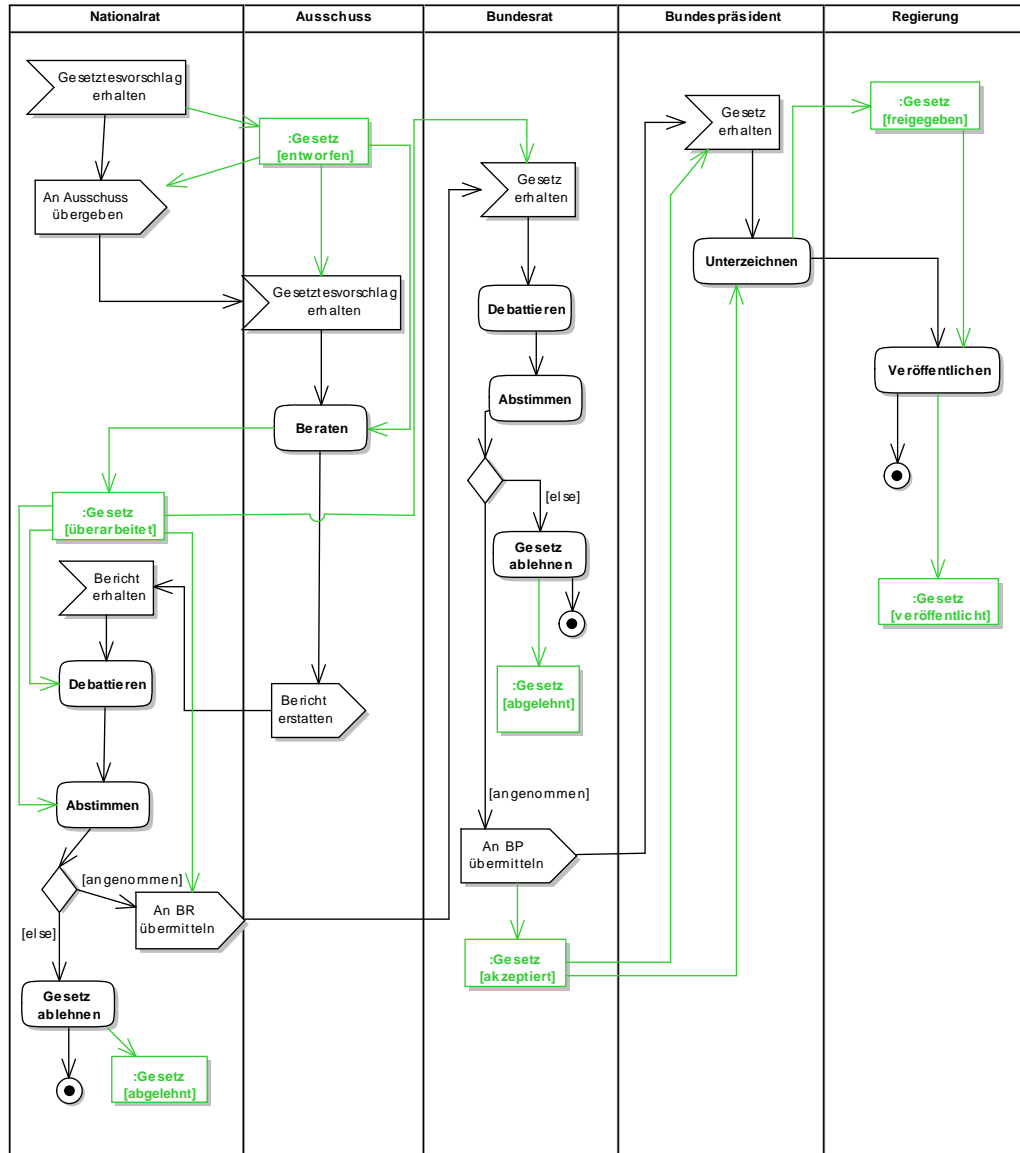 Nationalrat
Ausschuss
Bundesrat
Bundespräsident
Regierung
Gesetztesvorschlag
erhalten
:Gesetz
[entworfen]
An Ausschuss
übergeben
Gesetztesvorschlag
erhalten
Beraten
:Gesetz
[überarbeitet]
Bericht
erhalten
Debattieren
Bericht
erstatten
Abstimmen
[angenommen]
An BR
übermitteln
[else]
Gesetz
ablehnen
:Gesetz
[abgelehnt]
Gesetz
erhalten
Debattieren
Abstimmen
[else]
Gesetz
ablehnen
:Gesetz
[abgelehnt]
[angenommen]
An BP
übermitteln
:Gesetz
[akzeptiert]
Gesetz
erhalten
Unterzeichnen
:Gesetz
[freigegeben]
Veröffentlichen
:Gesetz
[veröffentlicht]